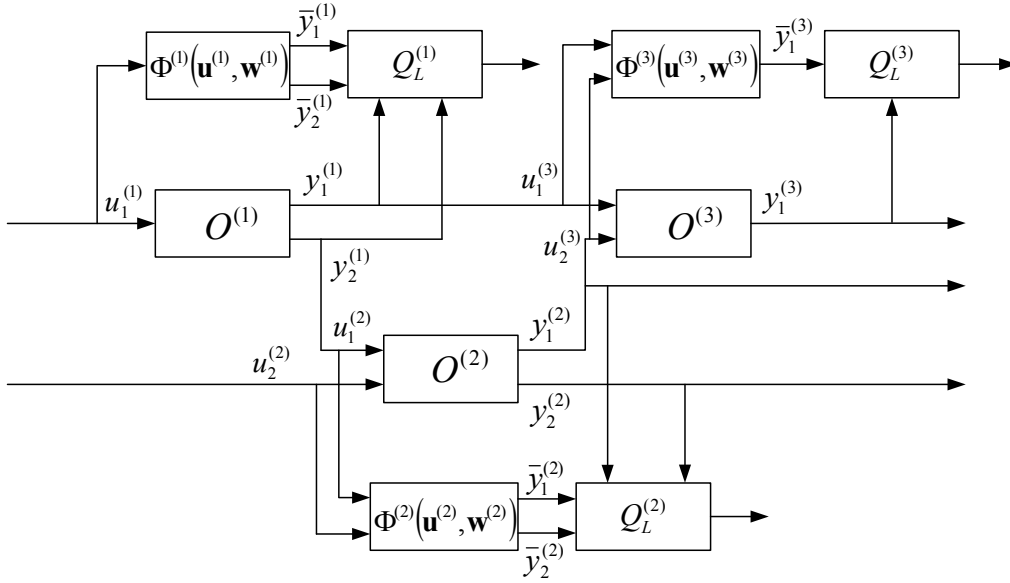 ȳ₁⁽¹⁾
Φ⁽¹⁾(u⁽¹⁾, w⁽¹⁾)
Q_L⁽¹⁾
ȳ₂⁽¹⁾
Φ⁽³⁾(u⁽³⁾, w⁽³⁾)
ȳ₁⁽³⁾
Q_L⁽³⁾
u₁⁽¹⁾
O⁽¹⁾
y₁⁽¹⁾
y₂⁽¹⁾
u₁⁽³⁾
u₂⁽³⁾
O⁽³⁾
y₁⁽³⁾
u₁⁽²⁾
u₂⁽²⁾
O⁽²⁾
y₁⁽²⁾
y₂⁽²⁾
Φ⁽²⁾(u⁽²⁾, w⁽²⁾)
ȳ₁⁽²⁾
ȳ₂⁽²⁾
Q_L⁽²⁾